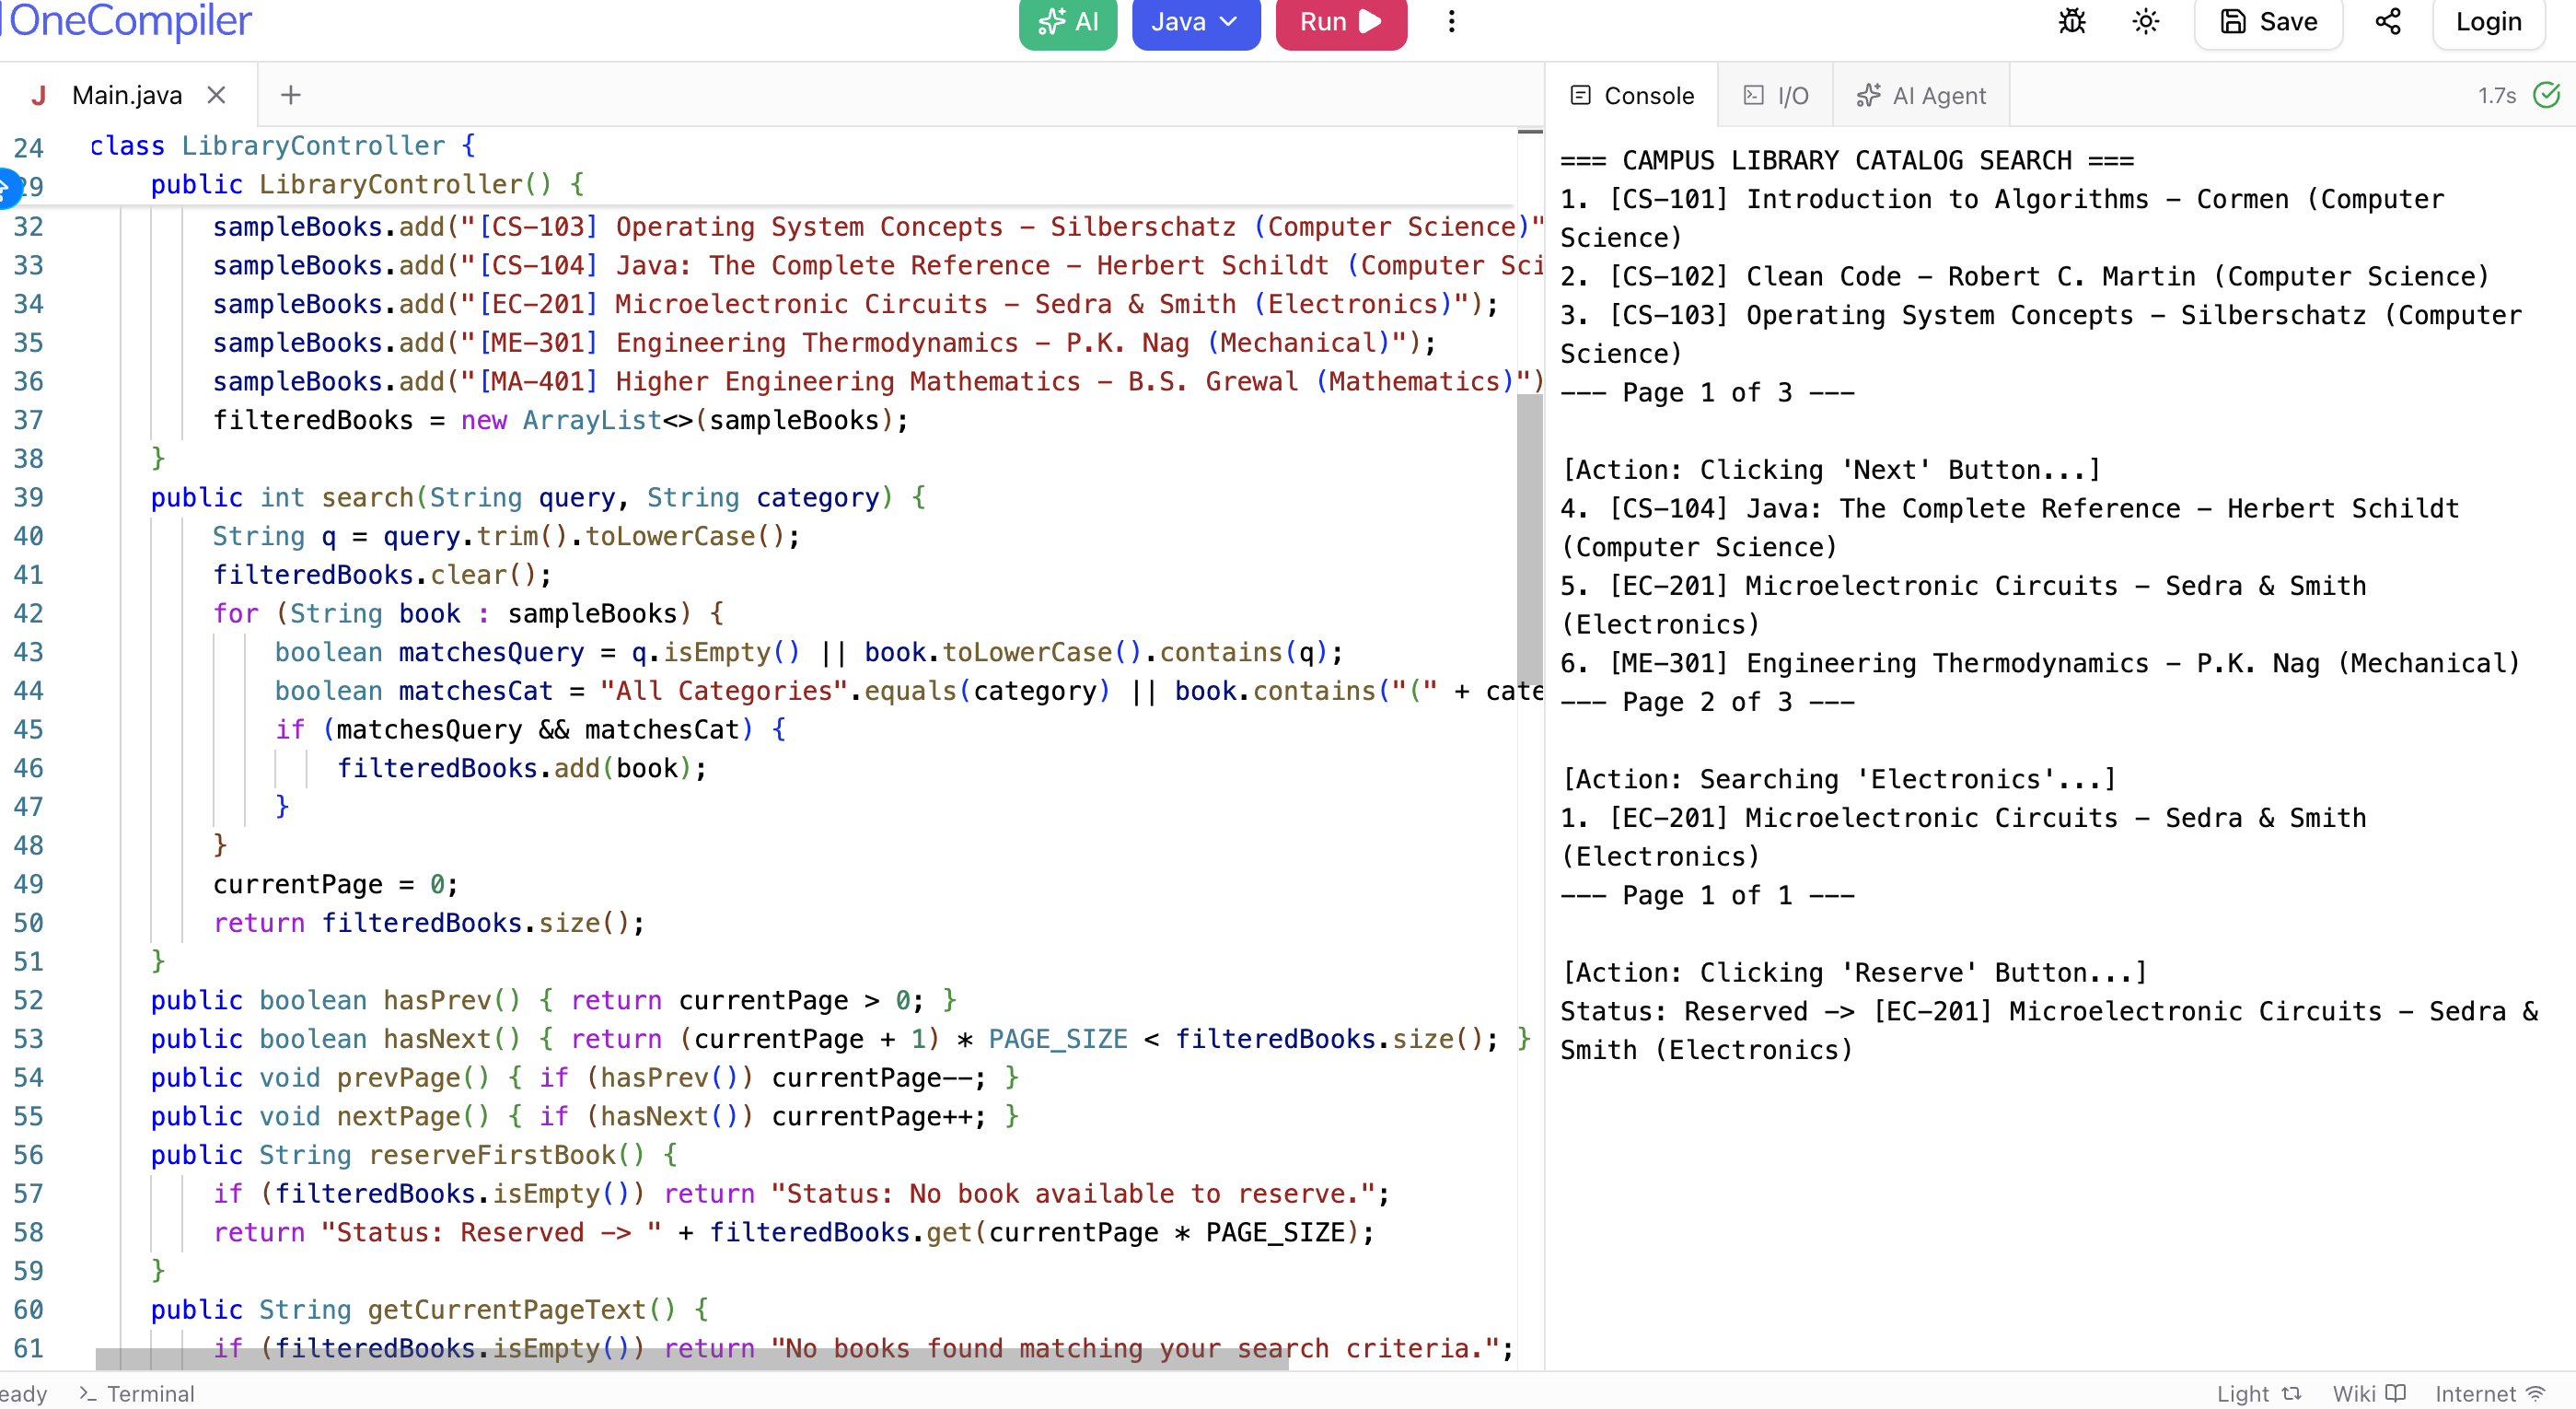 OneCompiler
AI
Java
Run
Save
Login
J Main.java
Console
I/O
AI Agent
1.7s
24 class LibraryController {
29 public LibraryController() {
32 sampleBooks.add("[CS-103] Operating System Concepts - Silberschatz (Computer Science)"
33 sampleBooks.add("[CS-104] Java: The Complete Reference - Herbert Schildt (Computer Sci
34 sampleBooks.add("[EC-201] Microelectronic Circuits - Sedra & Smith (Electronics)");
35 sampleBooks.add("[ME-301] Engineering Thermodynamics - P.K. Nag (Mechanical)");
36 sampleBooks.add("[MA-401] Higher Engineering Mathematics - B.S. Grewal (Mathematics)")
37 filteredBooks = new ArrayList<>(sampleBooks);
38 }
39 public int search(String query, String category) {
40 String q = query.trim().toLowerCase();
41 filteredBooks.clear();
42 for (String book : sampleBooks) {
43 boolean matchesQuery = q.isEmpty() || book.toLowerCase().contains(q);
44 boolean matchesCat = "All Categories".equals(category) || book.contains("(" + cate
45 if (matchesQuery && matchesCat) {
46 filteredBooks.add(book);
47 }
48 }
49 currentPage = 0;
50 return filteredBooks.size();
51 }
52 public boolean hasPrev() { return currentPage > 0; }
53 public boolean hasNext() { return (currentPage + 1) * PAGE_SIZE < filteredBooks.size(); }
54 public void prevPage() { if (hasPrev()) currentPage--; }
55 public void nextPage() { if (hasNext()) currentPage++; }
56 public String reserveFirstBook() {
57 if (filteredBooks.isEmpty()) return "Status: No book available to reserve.";
58 return "Status: Reserved -> " + filteredBooks.get(currentPage * PAGE_SIZE);
59 }
60 public String getCurrentPageText() {
61 if (filteredBooks.isEmpty()) return "No books found matching your search criteria.";
=== CAMPUS LIBRARY CATALOG SEARCH ===
1. [CS-101] Introduction to Algorithms - Cormen (Computer
Science)
2. [CS-102] Clean Code - Robert C. Martin (Computer Science)
3. [CS-103] Operating System Concepts - Silberschatz (Computer
Science)
--- Page 1 of 3 ---
[Action: Clicking 'Next' Button...]
4. [CS-104] Java: The Complete Reference - Herbert Schildt
(Computer Science)
5. [EC-201] Microelectronic Circuits - Sedra & Smith
(Electronics)
6. [ME-301] Engineering Thermodynamics - P.K. Nag (Mechanical)
--- Page 2 of 3 ---
[Action: Searching 'Electronics'...]
1. [EC-201] Microelectronic Circuits - Sedra & Smith
(Electronics)
--- Page 1 of 1 ---
[Action: Clicking 'Reserve' Button...]
Status: Reserved -> [EC-201] Microelectronic Circuits - Sedra &
Smith (Electronics)
eady
Terminal
Light
Wiki
Internet